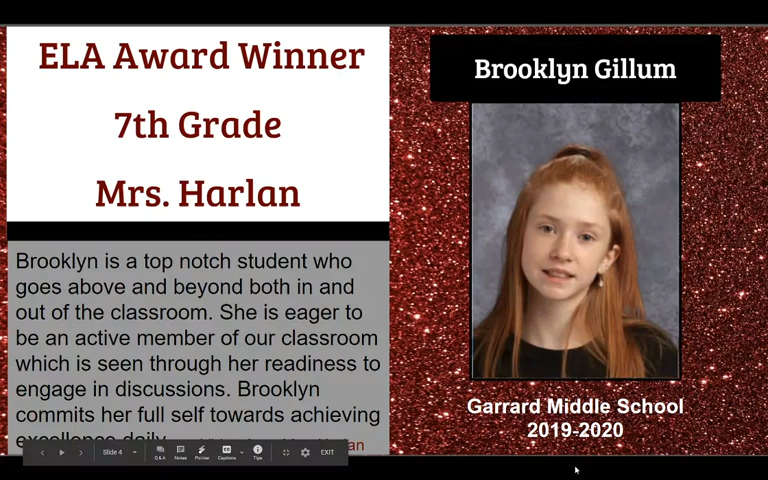 ELA Award Winner
7th Grade
Mrs. Harlan
Brooklyn is a top notch student who
goes above and beyond both in and
out of the classroom. She is eager to
be an active member of our classroom
which is seen through her readiness to
engage in discussions. Brooklyn
commits her full self towards achieving
excellence daily.
Brooklyn Gillum
Garrard Middle School
2019-2020
Slide 4
Q&A
Notes
Pointer
Captions
Tips
EXIT